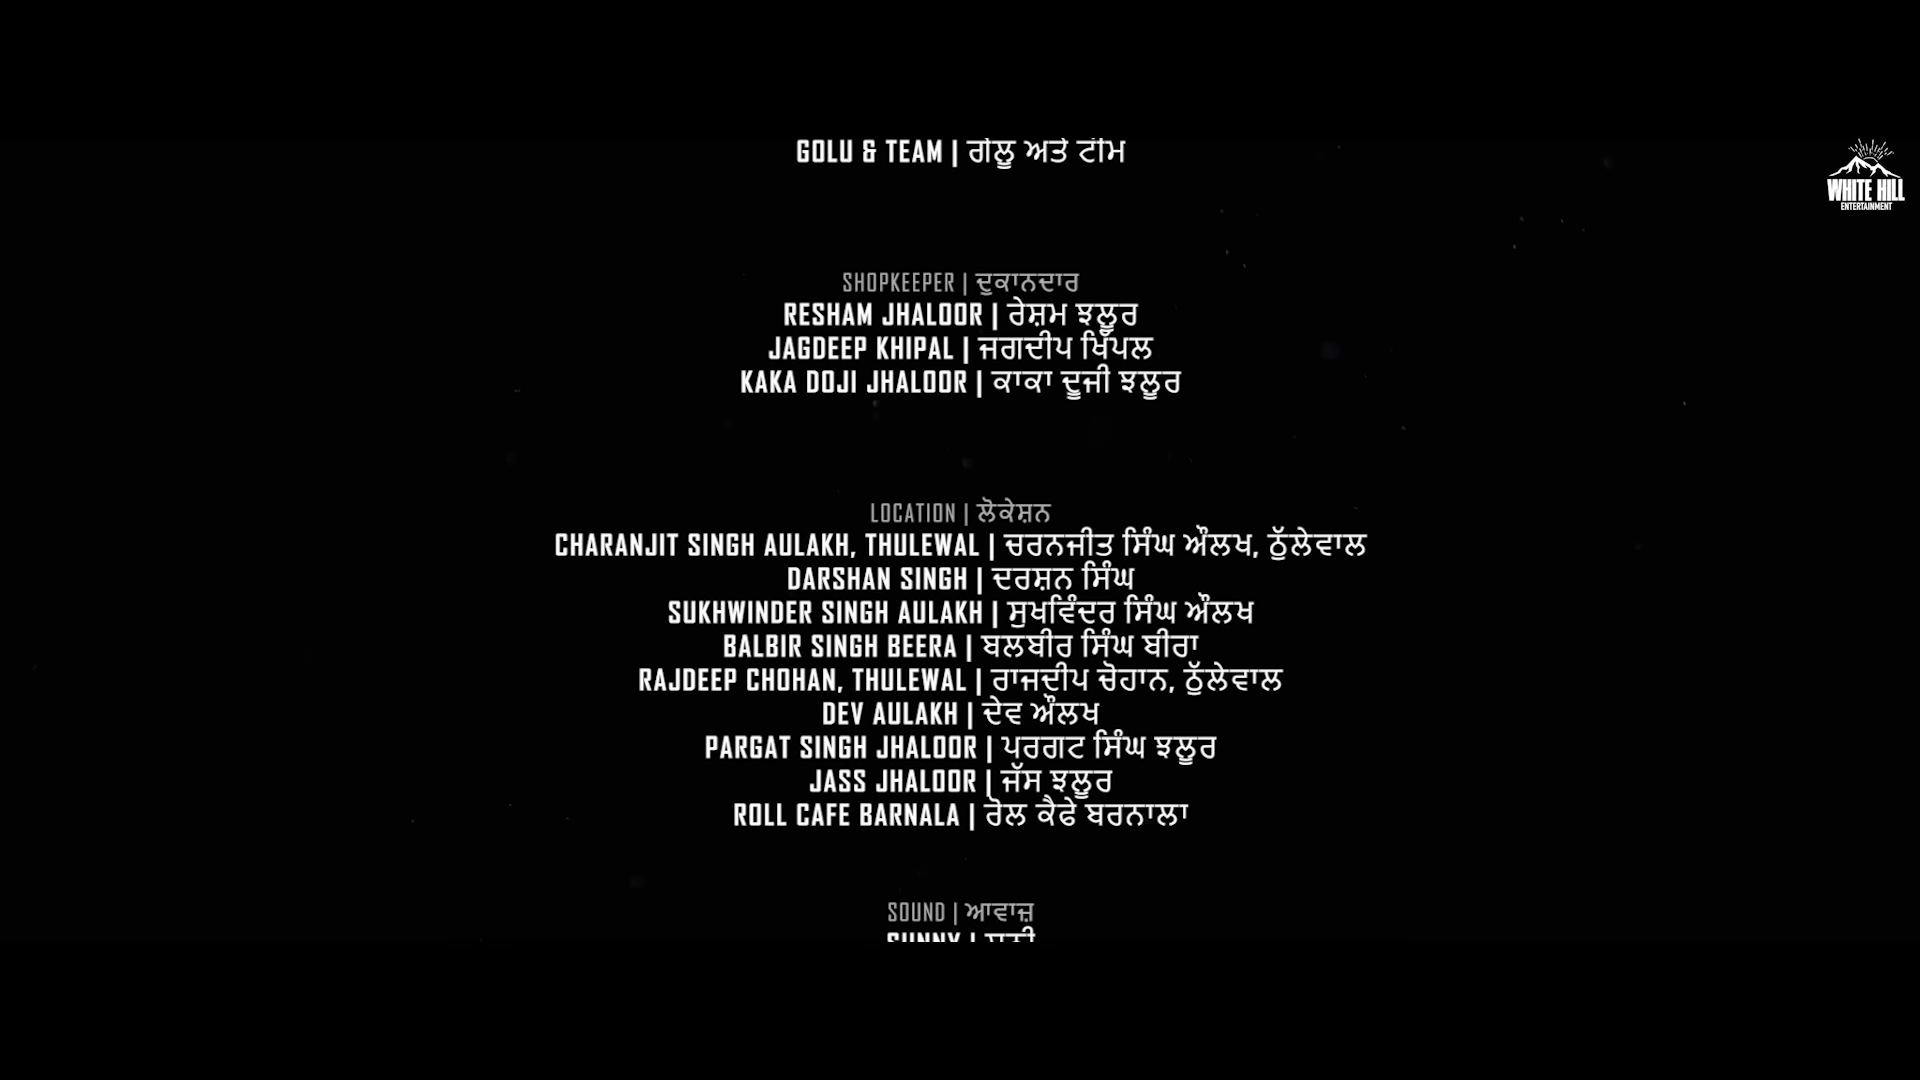 GOLU & TEAM | ਗੋਲੂ ਅਤੇ ਟੀਮ
WHITE HILL
ENTERTAINMENT
SHOPKEEPER | ਦੁਕਾਨਦਾਰ
RESHAM JHALOOR | ਰੇਸ਼ਮ ਝਲੂਰ
JAGDEEP KHIPAL | ਜਗਦੀਪ ਖਿੱਪਲ
KAKA DOJI JHALOOR | ਕਾਕਾ ਦੂਜੀ ਝਲੂਰ
LOCATION | ਲੋਕੇਸ਼ਨ
CHARANJIT SINGH AULAKH, THULEWAL | ਚਰਨਜੀਤ ਸਿੰਘ ਔਲਖ, ਠੁੱਲੇਵਾਲ
DARSHAN SINGH | ਦਰਸ਼ਨ ਸਿੰਘ
SUKHWINDER SINGH AULAKH | ਸੁਖਵਿੰਦਰ ਸਿੰਘ ਔਲਖ
BALBIR SINGH BEERA | ਬਲਬੀਰ ਸਿੰਘ ਬੀਰਾ
RAJDEEP CHOHAN, THULEWAL | ਰਾਜਦੀਪ ਚੋਹਾਨ, ਠੁੱਲੇਵਾਲ
DEV AULAKH | ਦੇਵ ਔਲਖ
PARGAT SINGH JHALOOR | ਪਰਗਟ ਸਿੰਘ ਝਲੂਰ
JASS JHALOOR | ਜੱਸ ਝਲੂਰ
ROLL CAFE BARNALA | ਰੋਲ ਕੈਫੇ ਬਰਨਾਲਾ
SOUND | ਆਵਾਜ਼
SUNNY |